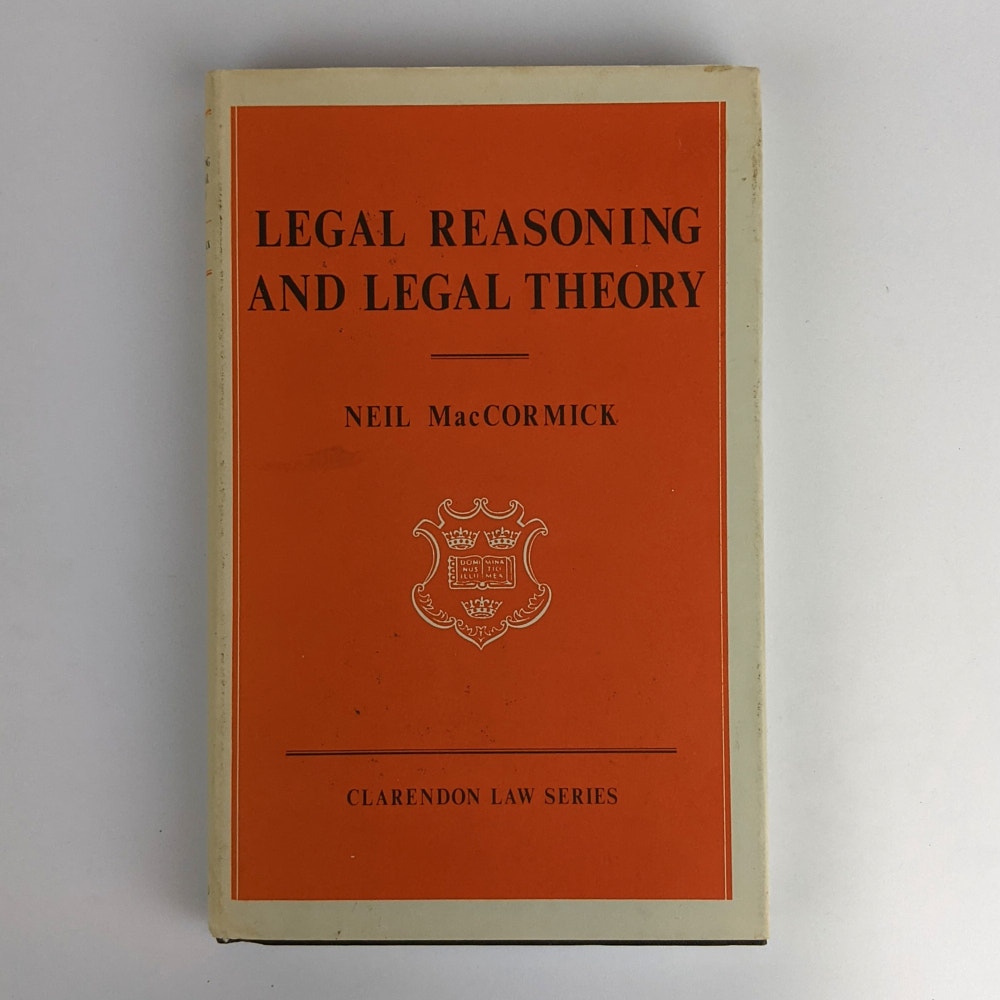 LEGAL REASONING
AND LEGAL THEORY
NEIL MacCORMICK
DOMI MINA
NUS TIO
ILLU MEA
CLARENDON LAW SERIES